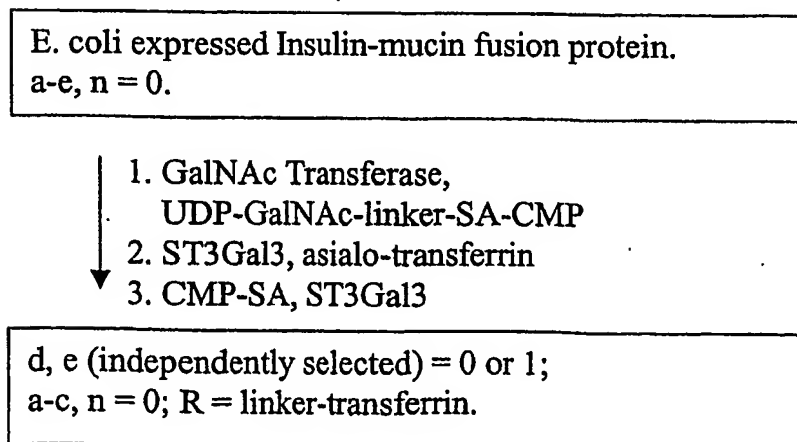 E. coli expressed Insulin-mucin fusion protein.
a-e, n = 0.
1. GalNAc Transferase,
UDP-GalNAc-linker-SA-CMP
2. ST3Gal3, asialo-transferrin
3. CMP-SA, ST3Gal3
d, e (independently selected) = 0 or 1;
a-c, n = 0; R = linker-transferrin.